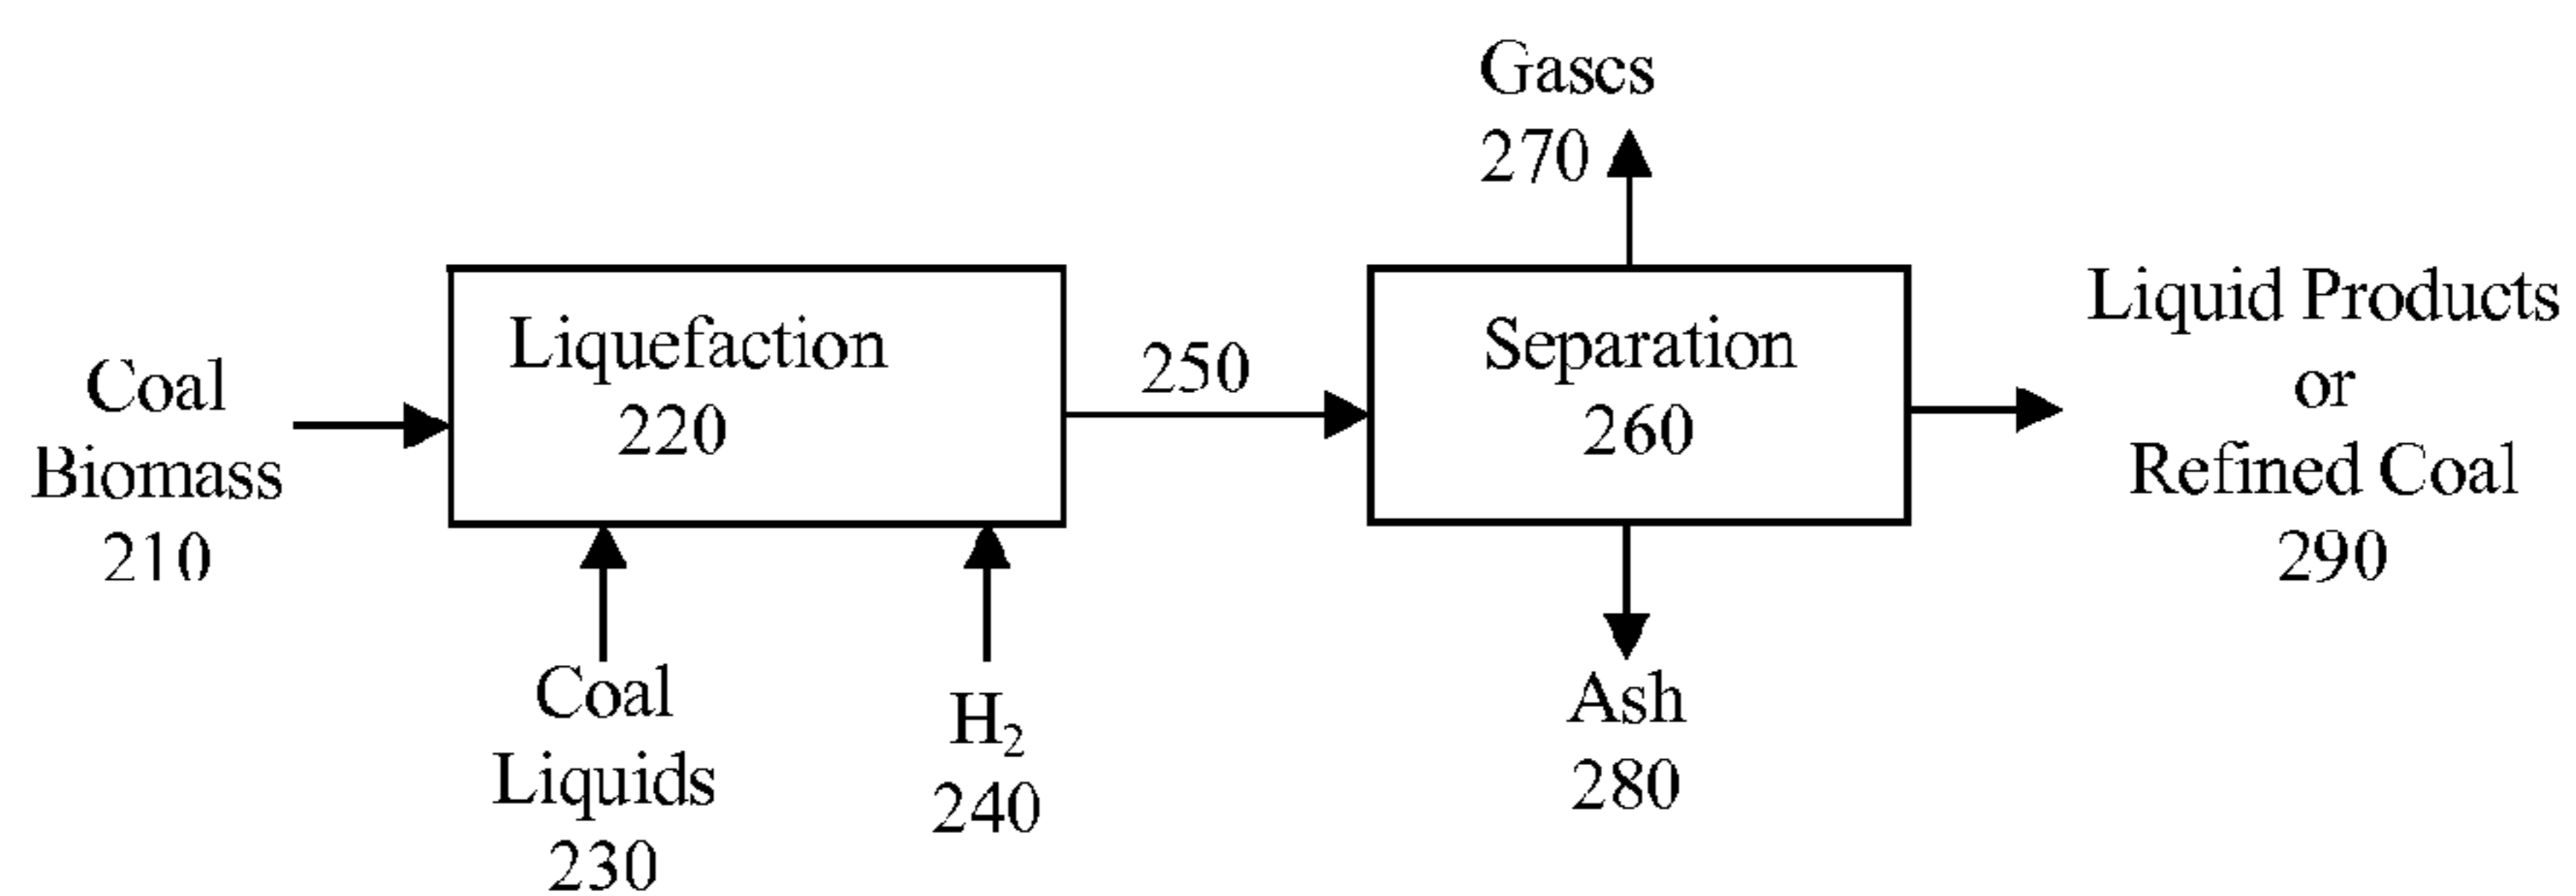 Gascs
270
Liquefaction
220
250
Separation
260
Coal
Biomass
210
Liquid Products
or
Refined Coal
290
Coal
Liquids
230
H₂
240
Ash
280